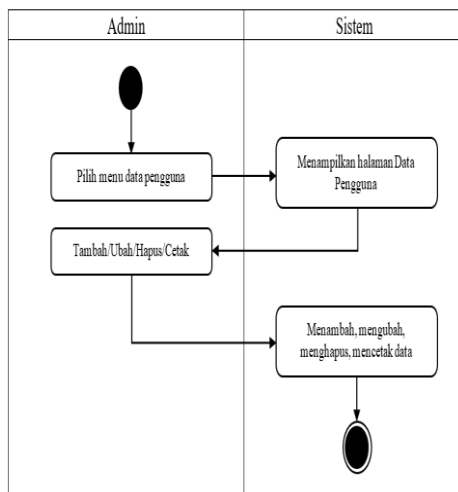 Admin
Sistem
Pilih menu data pengguna
Menampilkan halaman Data
Pengguna
Tambah/Ubah/Hapus/Cetak
Menambah, mengubah,
menghapus, mencetak data